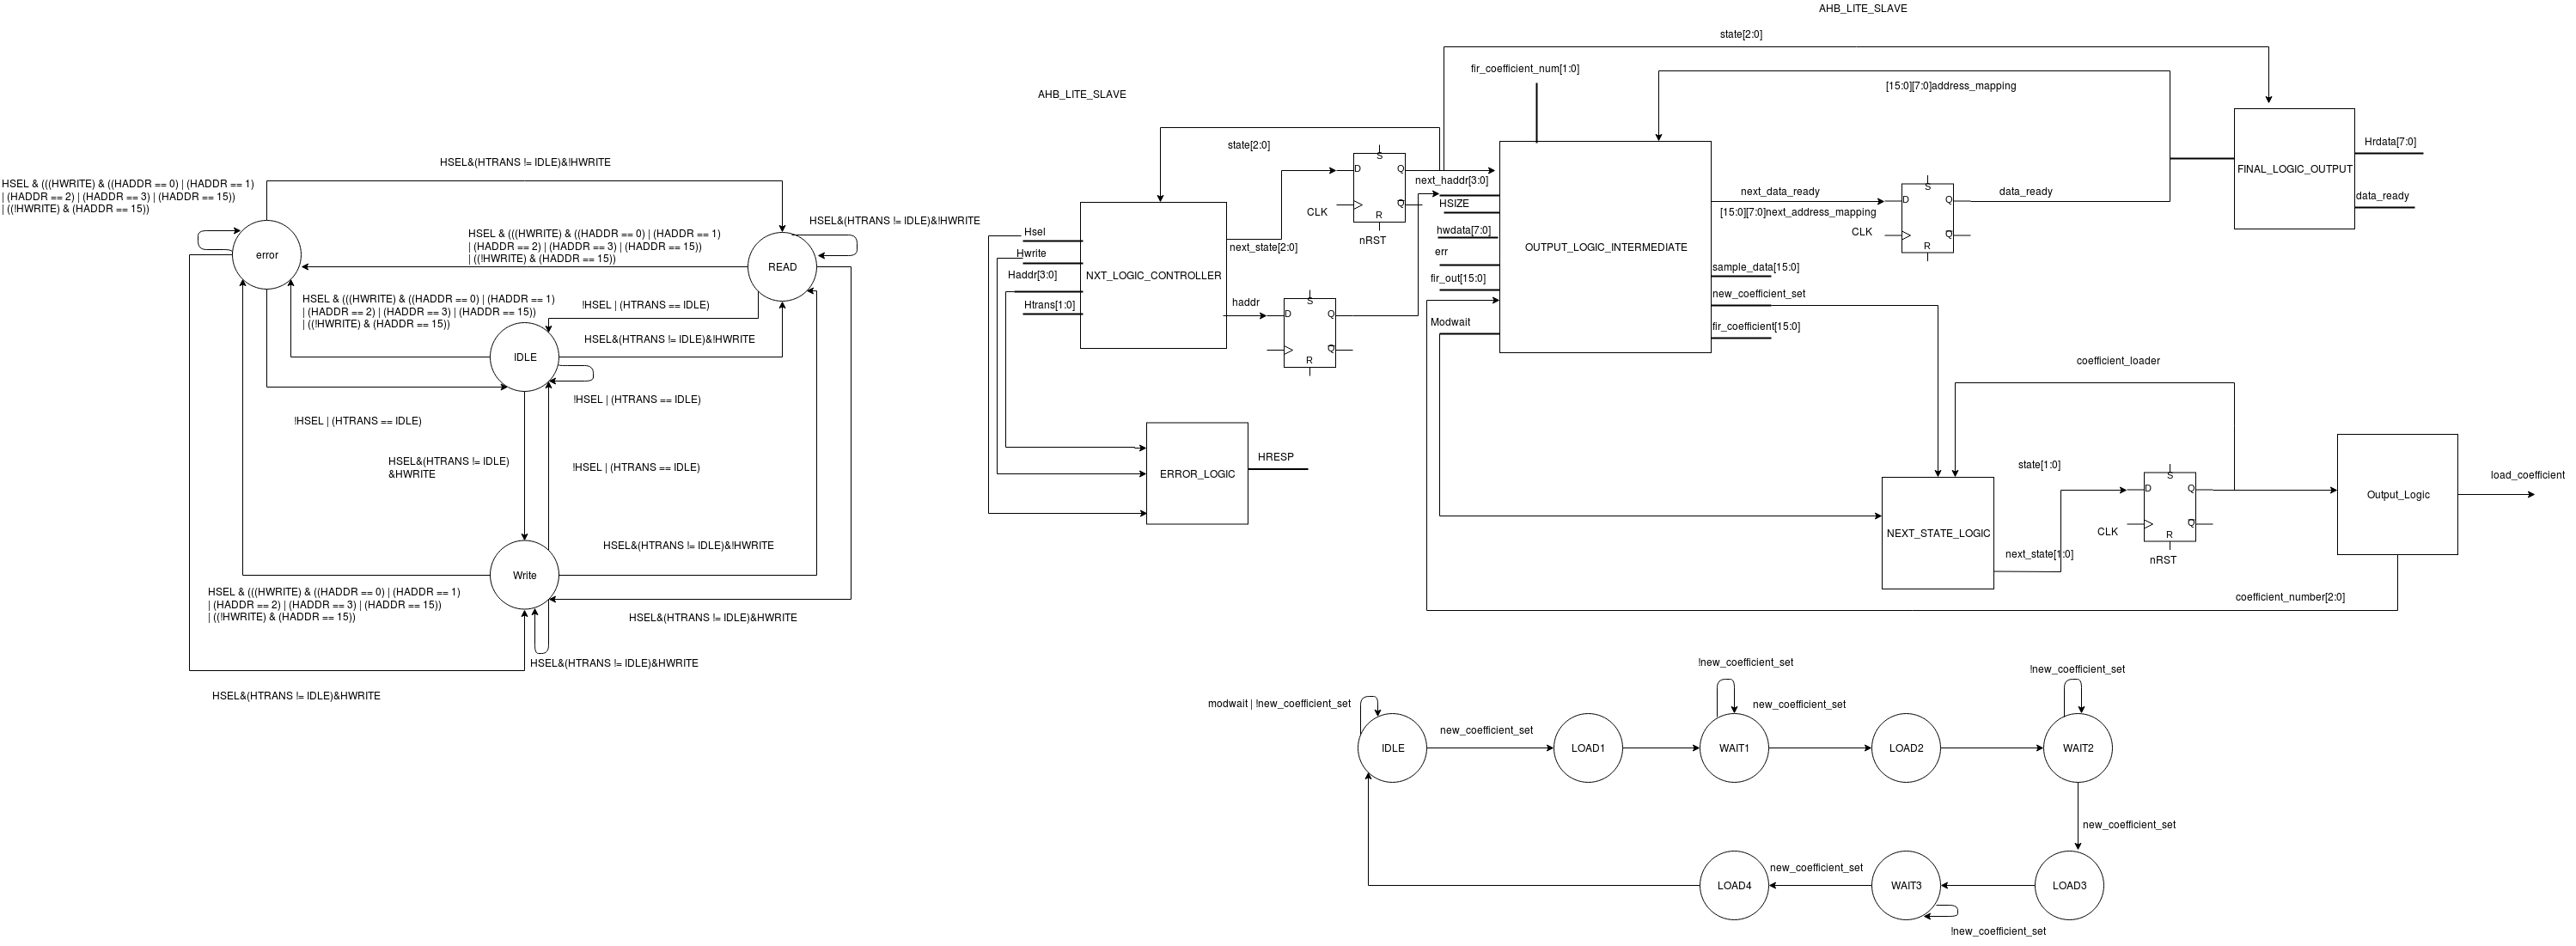 AHB_LITE_SLAVE
state[2:0]
fir_coefficient_num[1:0]
[15:0][7:0]address_mapping
AHB_LITE_SLAVE
HSEL&(HTRANS != IDLE)&!HWRITE
HSEL & (((HWRITE) & ((HADDR == 0) | (HADDR == 1)
| (HADDR == 2) | (HADDR == 3) | (HADDR == 15))
| ((!HWRITE) & (HADDR == 15))
error
HSEL & (((HWRITE) & ((HADDR == 0) | (HADDR == 1)
| (HADDR == 2) | (HADDR == 3) | (HADDR == 15))
| ((!HWRITE) & (HADDR == 15))
HSEL&(HTRANS != IDLE)&!HWRITE
READ
HSEL & (((HWRITE) & ((HADDR == 0) | (HADDR == 1)
| (HADDR == 2) | (HADDR == 3) | (HADDR == 15))
| ((!HWRITE) & (HADDR == 15))
!HSEL | (HTRANS == IDLE)
HSEL&(HTRANS != IDLE)&!HWRITE
IDLE
!HSEL | (HTRANS == IDLE)
!HSEL | (HTRANS == IDLE)
HSEL&(HTRANS != IDLE)
&HWRITE
!HSEL | (HTRANS == IDLE)
HSEL&(HTRANS != IDLE)&!HWRITE
Write
HSEL & (((HWRITE) & ((HADDR == 0) | (HADDR == 1)
| (HADDR == 2) | (HADDR == 3) | (HADDR == 15))
| ((!HWRITE) & (HADDR == 15))
HSEL&(HTRANS != IDLE)&HWRITE
HSEL&(HTRANS != IDLE)&HWRITE
HSEL&(HTRANS != IDLE)&HWRITE
state[2:0]
Hsel
Hwrite
Haddr[3:0]
Htrans[1:0]
NXT_LOGIC_CONTROLLER
next_state[2:0]
haddr
S
D
Q
CLK
Q
R
nRST
S
D
Q
Q
R
ERROR_LOGIC
HRESP
next_haddr[3:0]
HSIZE
hwdata[7:0]
err
fir_out[15:0]
Modwait
OUTPUT_LOGIC_INTERMEDIATE
next_data_ready
[15:0][7:0]next_address_mapping
sample_data[15:0]
new_coefficient_set
fir_coefficient[15:0]
S
D
Q
CLK
Q
R
data_ready
FINAL_LOGIC_OUTPUT
Hrdata[7:0]
data_ready
coefficient_loader
NEXT_STATE_LOGIC
state[1:0]
next_state[1:0]
S
D
Q
CLK
Q
R
nRST
Output_Logic
load_coefficient
coefficient_number[2:0]
modwait | !new_coefficient_set
IDLE
new_coefficient_set
LOAD1
!new_coefficient_set
WAIT1
new_coefficient_set
LOAD2
!new_coefficient_set
WAIT2
new_coefficient_set
LOAD3
WAIT3
!new_coefficient_set
new_coefficient_set
LOAD4